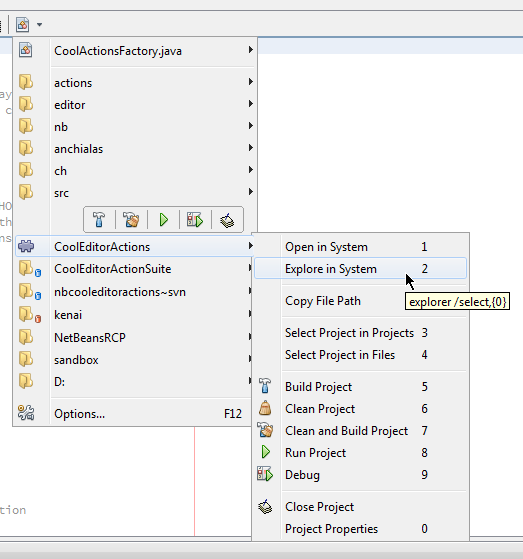 CoolActionsFactory.java
actions
editor
nb
anchialas
ch
src
CoolEditorActions
CoolEditorActionSuite
nbcooleditoractions~svn
kenai
NetBeansRCP
sandbox
D:
Options... F12
Open in System 1
Explore in System 2
explorer /select,{0}
Copy File Path
Select Project in Projects 3
Select Project in Files 4
Build Project 5
Clean Project 6
Clean and Build Project 7
Run Project 8
Debug 9
Close Project
Project Properties 0
ay
c
HO
th
ns
tion